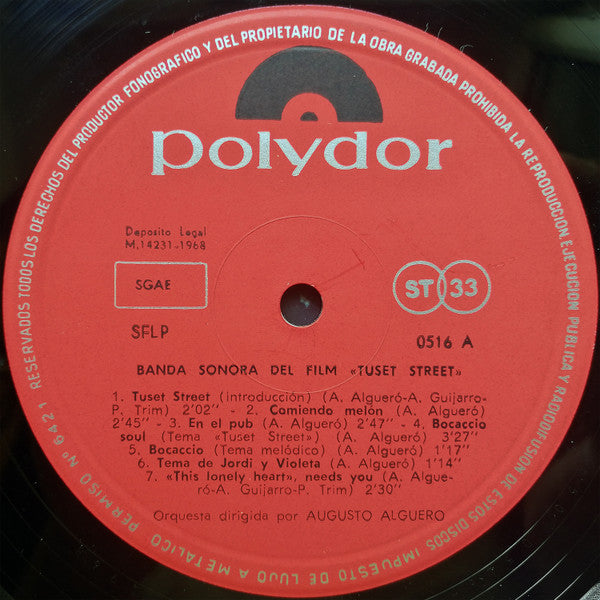 RESERVADOS TODOS LOS DERECHOS DEL PRODUCTOR FONOGRAFICO Y DEL PROPIETARIO DE LA OBRA GRABADA PROHIBIDA LA REPRODUCCION, EJECUCION PUBLICA Y RADIODIFUSION DE ESTOS DISCOS IMPUESTO DE LUJO A METALICO, PERMISO Nº 6421
polydor
Deposito Legal
M.14231-1968
SGAE
ST 33
SFLP
0516 A
BANDA SONORA DEL FILM «TUSET STREET»
1. Tuset Street (introducción) (A. Algueró-A. Guijarro-
P. Trim) 2'02'' - 2. Comiendo melón (A. Algueró)
2'45'' - 3. En el pub (A. Algueró) 2'47'' - 4. Bocaccio
soul (Tema «Tuset Street») (A. Algueró) 3'27''
5. Bocaccio (Tema melódico) (A. Algueró) 1'17''
6. Tema de Jordi y Violeta (A. Algueró) 1'14''
7. «This lonely heart», needs you (A. Algue-
ró-A. Guijarro-P. Trim) 2'30''
Orquesta dirigida por AUGUSTO ALGUERO